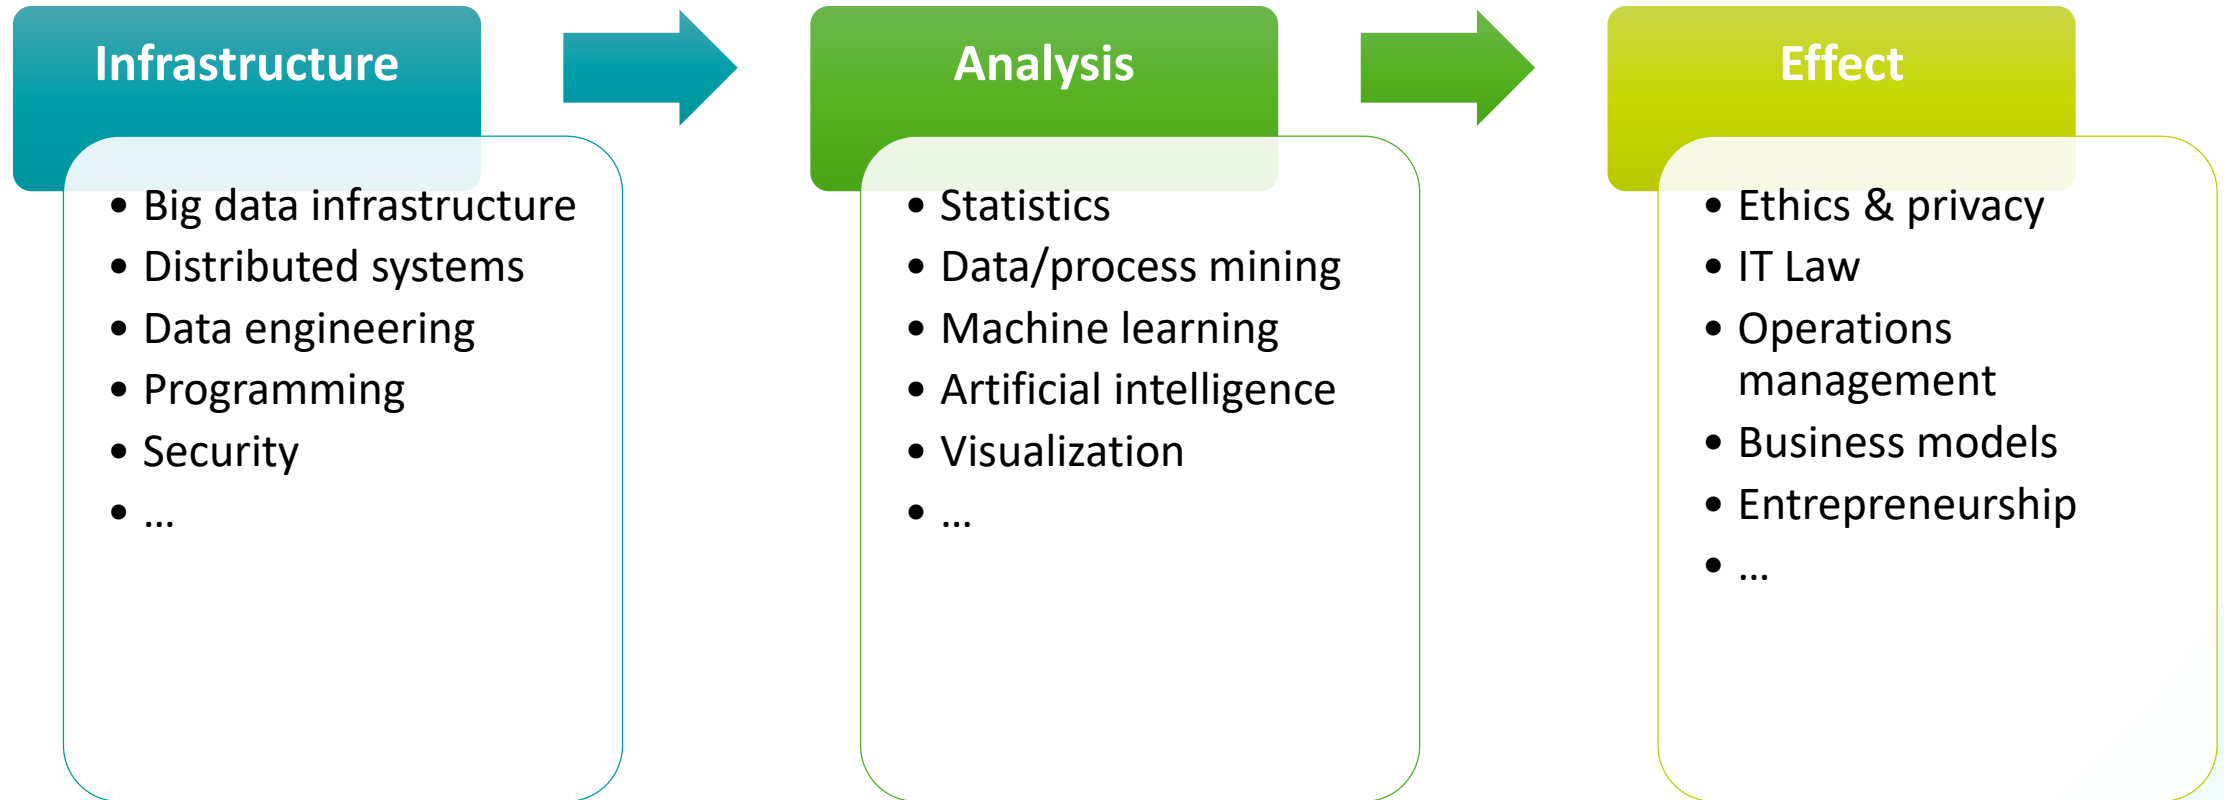 Infrastructure
• Big data infrastructure
• Distributed systems
• Data engineering
• Programming
• Security
• ...
Analysis
• Statistics
• Data/process mining
• Machine learning
• Artificial intelligence
• Visualization
• ...
Effect
• Ethics & privacy
• IT Law
• Operations
management
• Business models
• Entrepreneurship
• ...